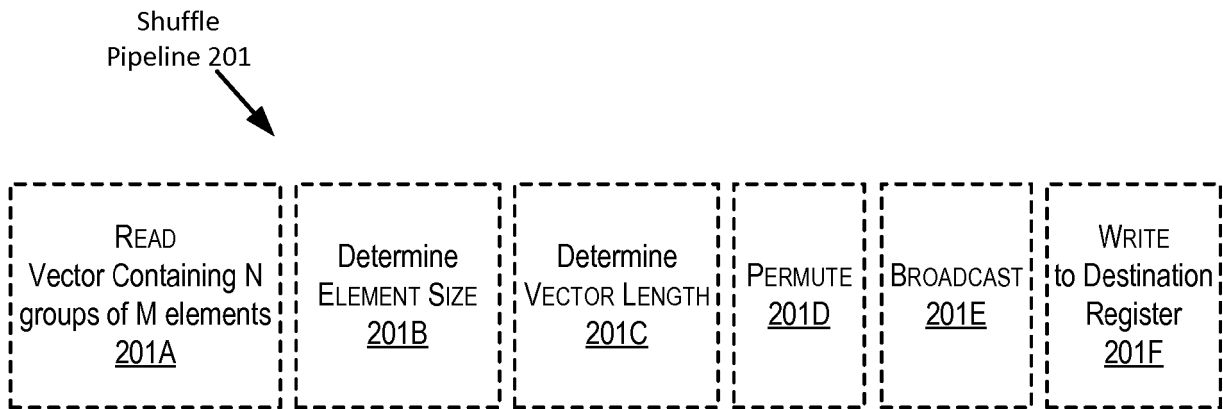 Shuffle
Pipeline 201
READ
Vector Containing N
groups of M elements
201A
Determine
ELEMENT SIZE
201B
Determine
VECTOR LENGTH
201C
PERMUTE
201D
BROADCAST
201E
WRITE
to Destination
Register
201F